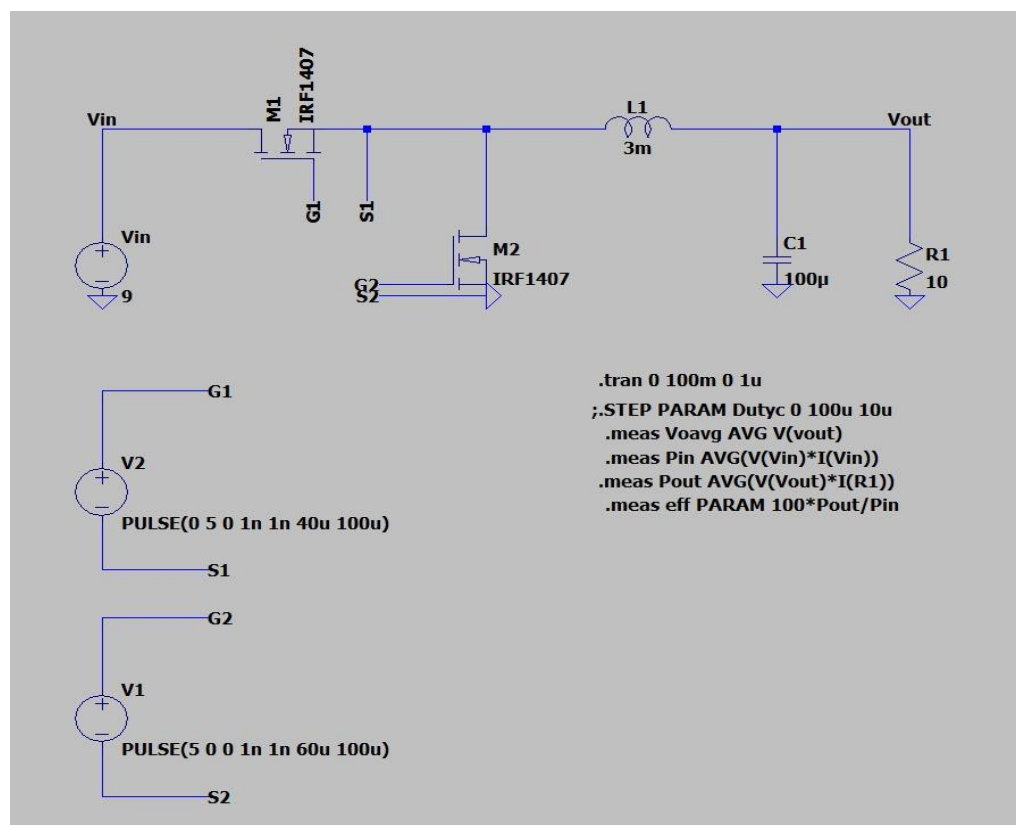 Vin
M1
IRF1407
G1
S1
L1
3m
Vout
Vin
9
M2
IRF1407
G2
S2
C1
100µ
R1
10
G1
V2
PULSE(0 5 0 1n 1n 40u 100u)
S1
G2
V1
PULSE(5 0 0 1n 1n 60u 100u)
S2
.tran 0 100m 0 1u
;.STEP PARAM Dutyc 0 100u 10u
.meas Voavg AVG V(vout)
.meas Pin AVG(V(Vin)*I(Vin))
.meas Pout AVG(V(Vout)*I(R1))
.meas eff PARAM 100*Pout/Pin